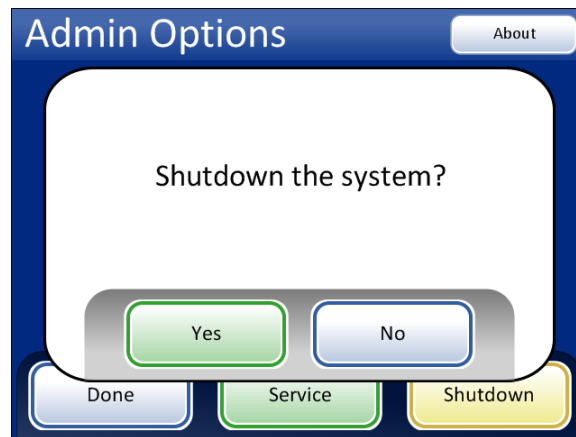 Admin Options
About
Shutdown the system?
Yes
No
Done
Service
Shutdown